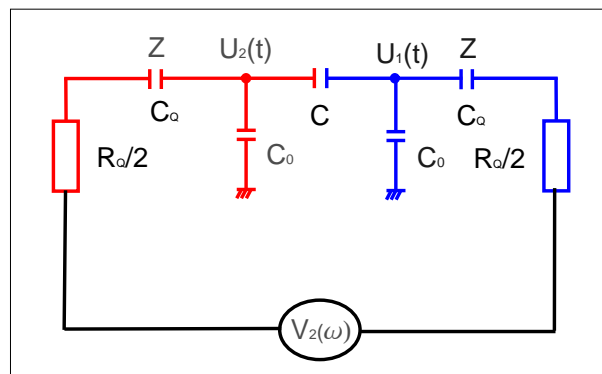 Z U₂(t) U₁(t) Z
C_Q C C_Q
R_Q/2 C₀ C₀ R_Q/2
V₂(ω)